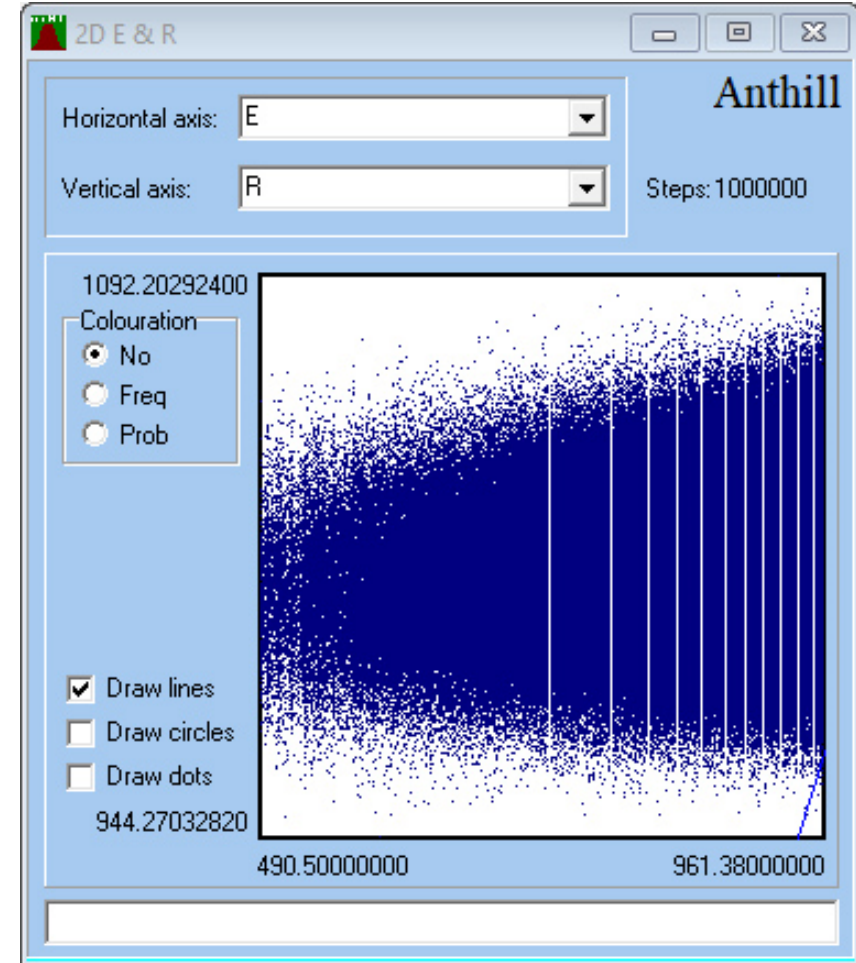 2D E & R
Anthill
Horizontal axis: E
Vertical axis: R
Steps: 1000000
1092.20292400
Colouration
No
Freq
Prob
Draw lines
Draw circles
Draw dots
944.27032820
490.50000000 961.38000000